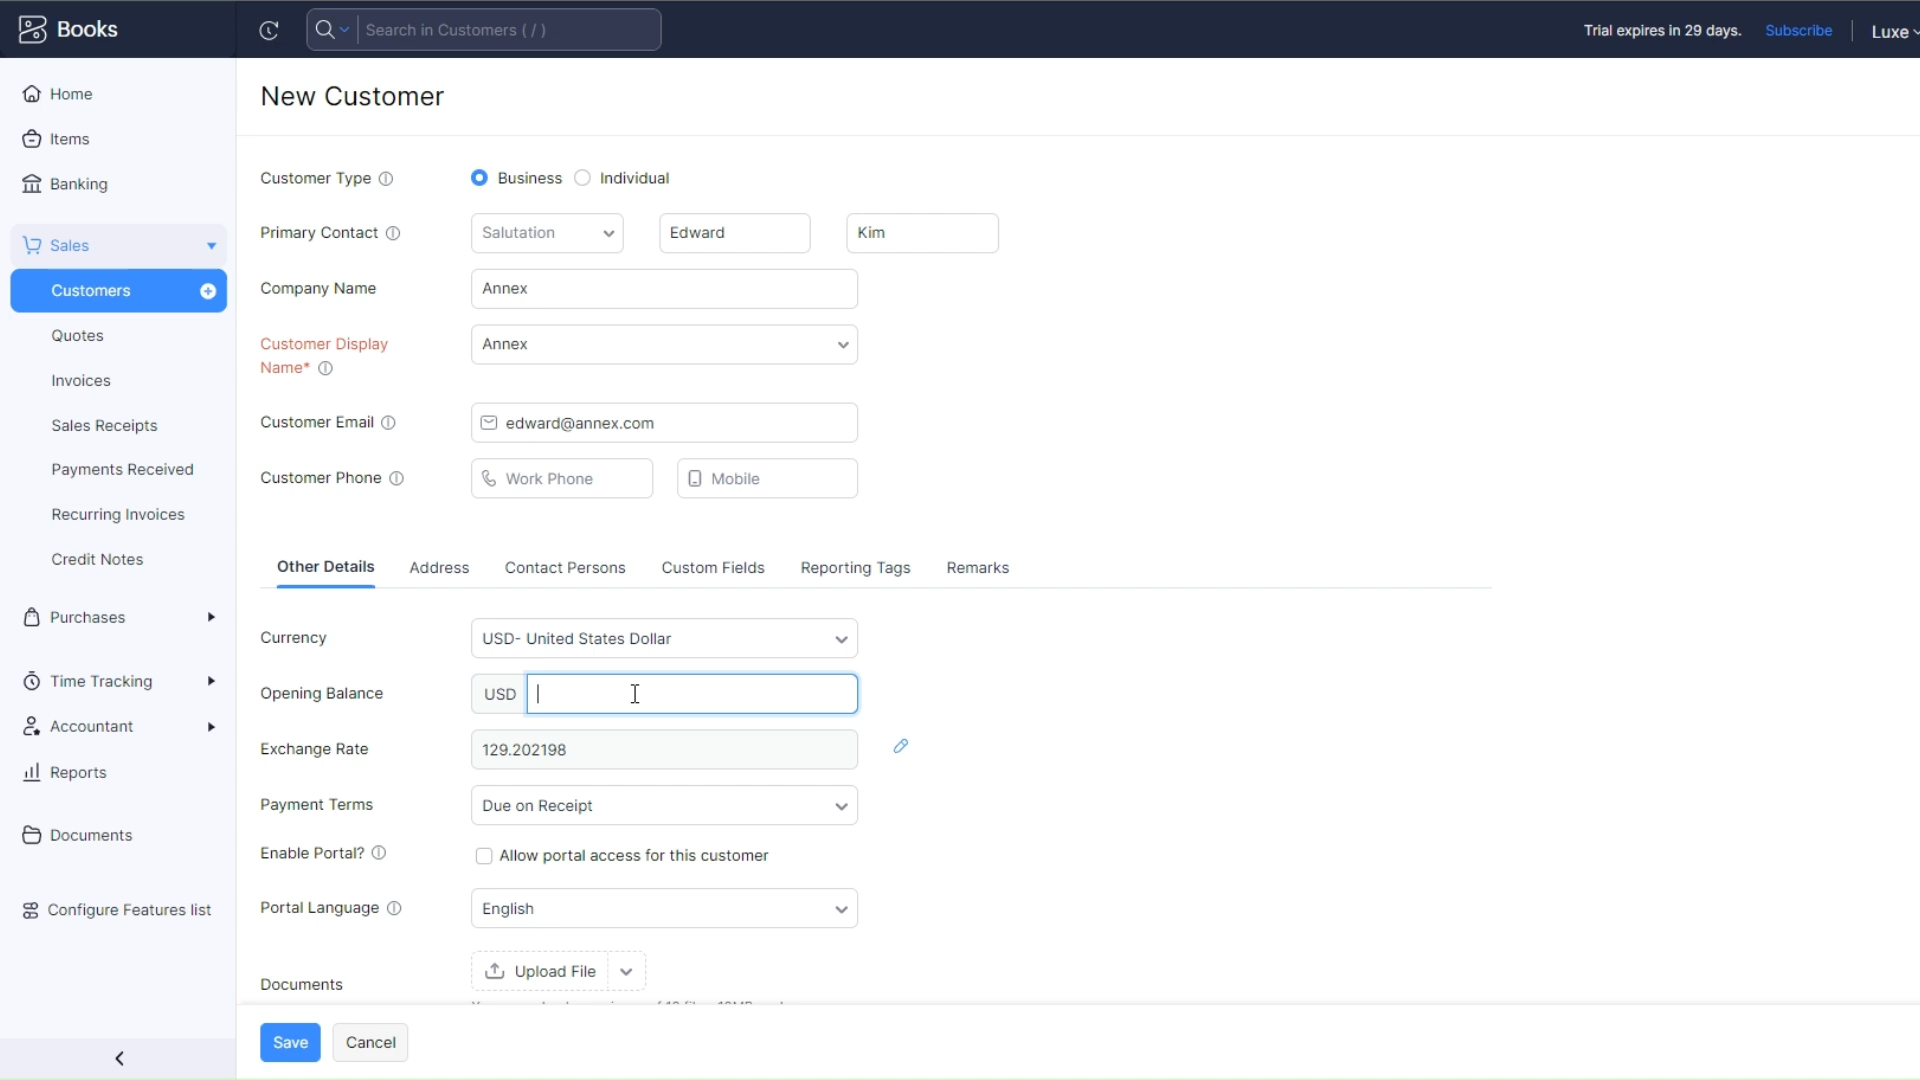 Books
Search in Customers ( / )
Trial expires in 29 days.
Subscribe
Luxe
Home
Items
Banking
Sales
Customers
Quotes
Invoices
Sales Receipts
Payments Received
Recurring Invoices
Credit Notes
Purchases
Time Tracking
Accountant
Reports
Documents
Configure Features list
New Customer
Customer Type
Business
Individual
Primary Contact
Salutation
Edward
Kim
Company Name
Annex
Customer Display
Name*
Annex
Customer Email
edward@annex.com
Customer Phone
Work Phone
Mobile
Other Details
Address
Contact Persons
Custom Fields
Reporting Tags
Remarks
Currency
USD- United States Dollar
Opening Balance
USD
Exchange Rate
129.202198
Payment Terms
Due on Receipt
Enable Portal?
Allow portal access for this customer
Portal Language
English
Documents
Upload File
Save
Cancel